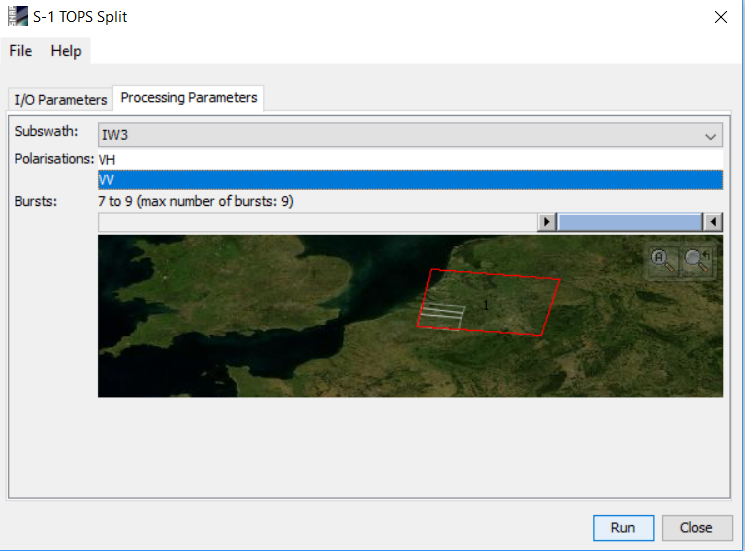 S-1 TOPS Split
File Help
I/O Parameters Processing Parameters
Subswath: IW3
Polarisations: VH
VV
Bursts: 7 to 9 (max number of bursts: 9)
1
Run Close